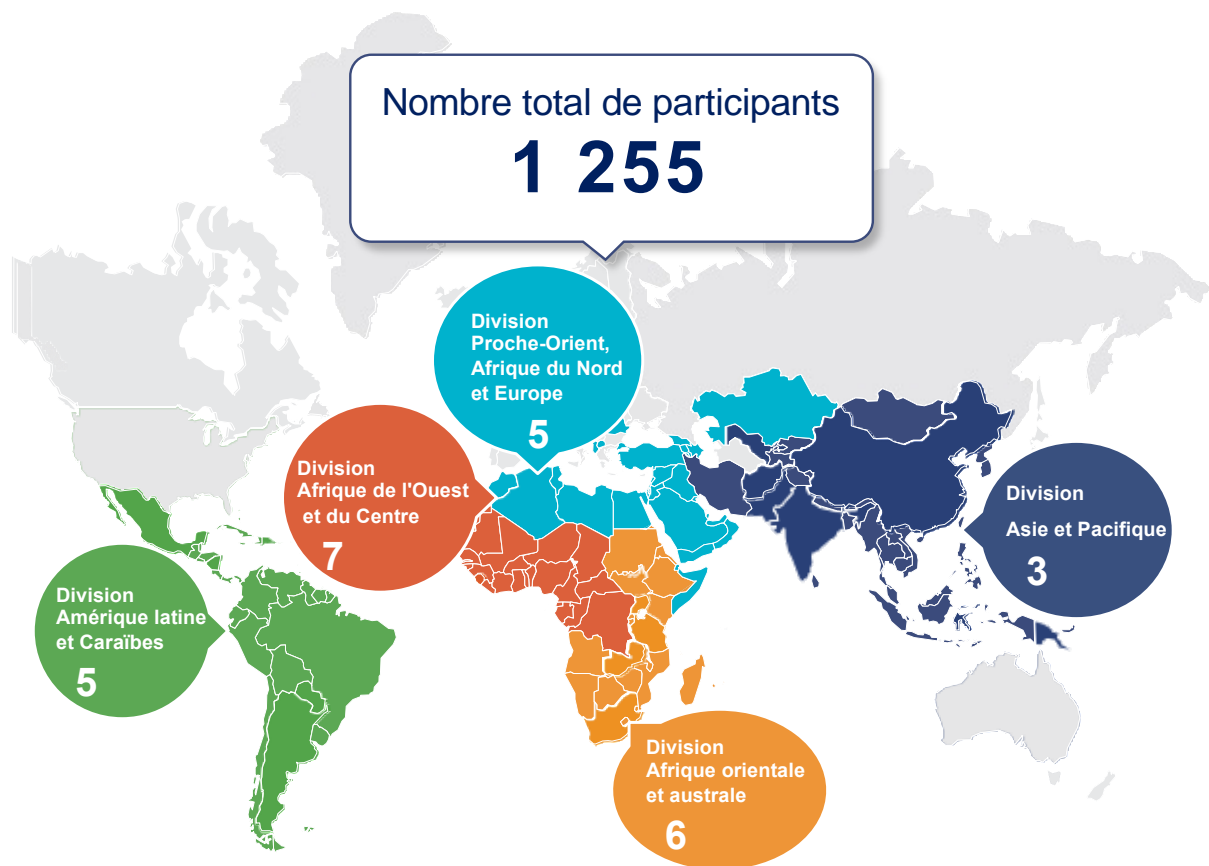 Nombre total de participants
1 255
Division
Proche-Orient,
Afrique du Nord
et Europe
5
Division
Afrique de l'Ouest
et du Centre
7
Division
Asie et Pacifique
3
Division
Amérique latine
et Caraïbes
5
Division
Afrique orientale
et australe
6